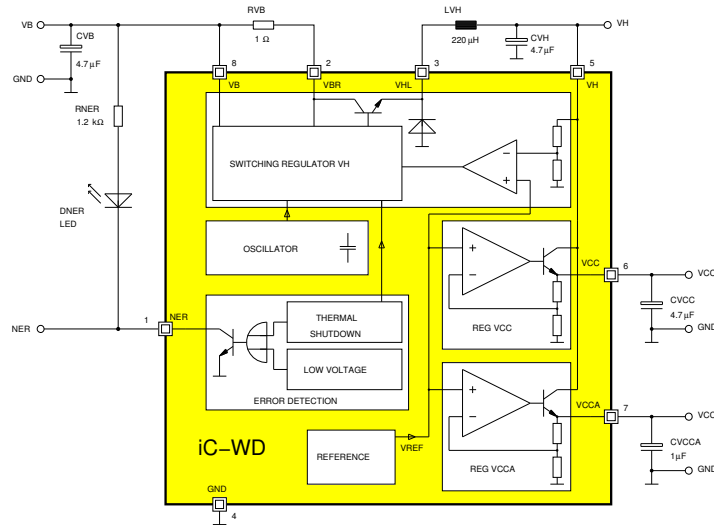 RVB
LVH
VB
VH
CVB
1 Ω
220 µH
CVH
4.7 µF
4.7 µF
8
2
3
5
GND
VB
VBR
VHL
VH
RNER
1.2 kΩ
−
SWITCHING REGULATOR VH
+
DNER
LED
OSCILLATOR
+
−
VCC
6
VCC
CVCC
4.7 µF
REG VCC
GND
NER
1
NER
THERMAL
SHUTDOWN
LOW VOLTAGE
ERROR DETECTION
+
−
VCCA
7
VCC
iC−WD
REFERENCE
VREF
CVCCA
1 µF
REG VCCA
GND
GND
4